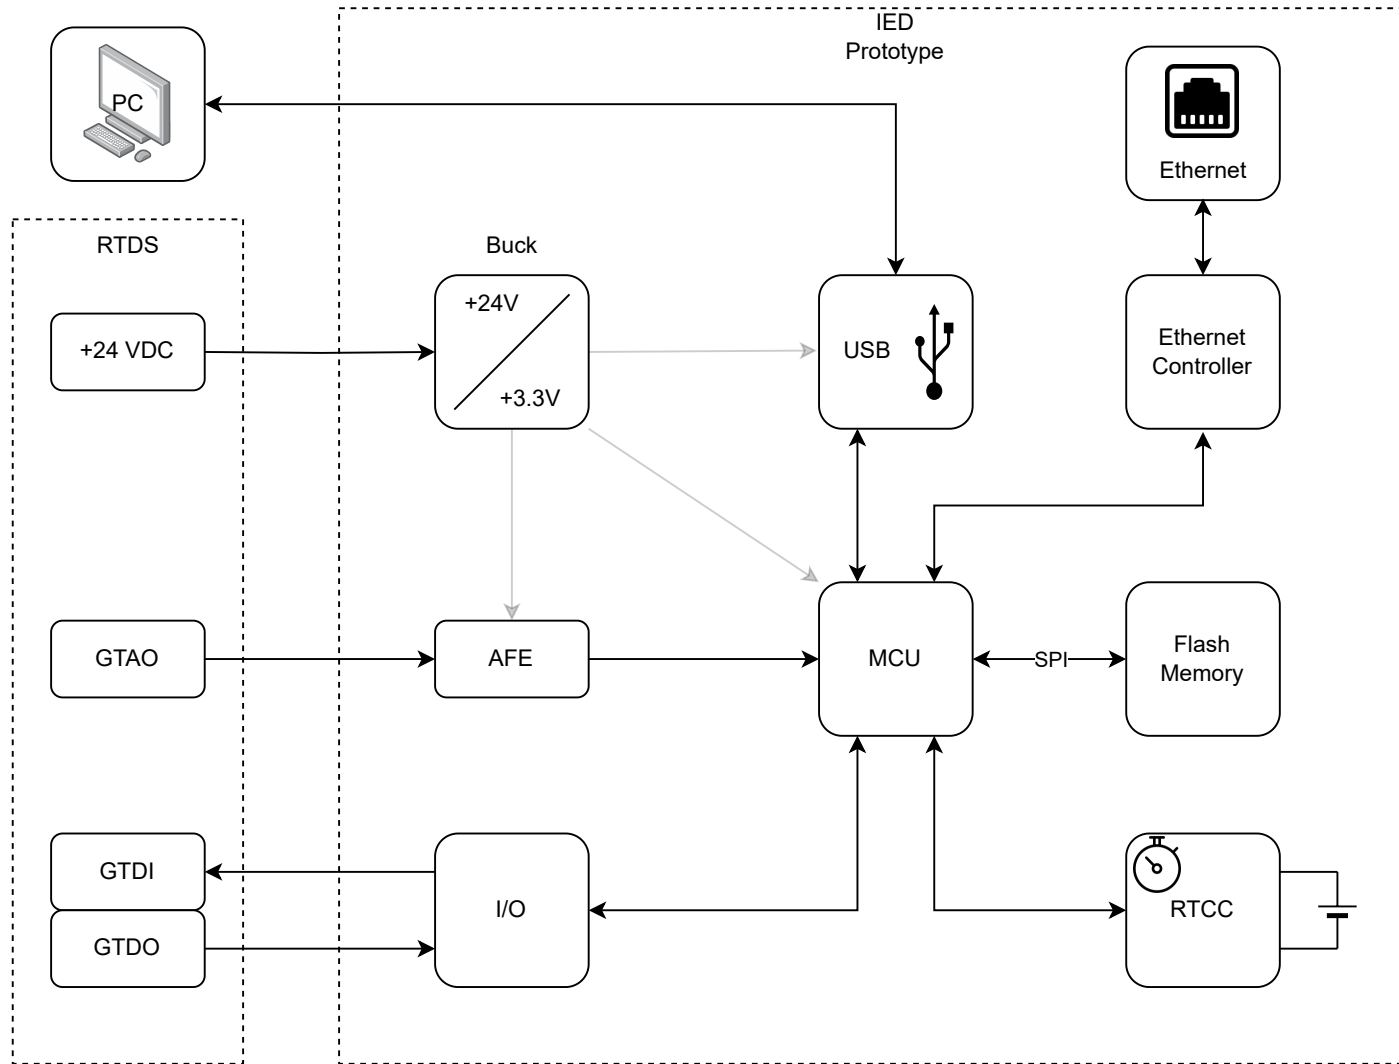 IED
Prototype
PC
Ethernet
RTDS
Buck
+24 VDC
+24V
+3.3V
USB
Ethernet
Controller
GTAO
AFE
MCU
SPI
Flash
Memory
GTDI
GTDO
I/O
RTCC